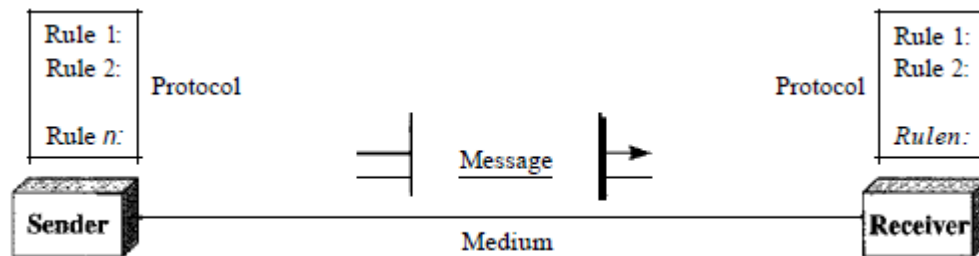 Rule 1:
Rule 2:
Rule n:
Protocol
Message
Protocol
Rule 1:
Rule 2:
Rulen:
Sender
Medium
Receiver